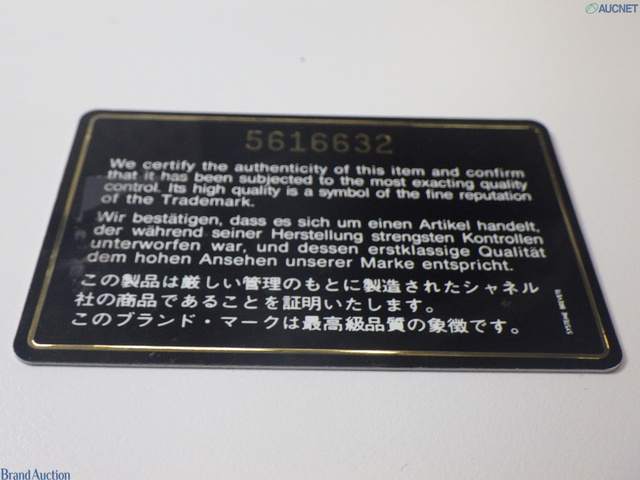 AUCNET
5616632
We certify the authenticity of this item and confirm
that it has been subjected to the most exacting quality
control. Its high quality is a symbol of the fine reputation
of the Trademark.
Wir bestätigen, dass es sich um einen Artikel handelt,
der während seiner Herstellung strengsten Kontrollen
unterworfen war, und dessen erstklassige Qualität
dem hohen Ansehen unserer Marke entspricht.
この製品は厳しい管理のもとに製造されたシャネル
社の商品であることを証明いたします。
このブランド・マークは最高級品質の象徴です。
Brand Auction